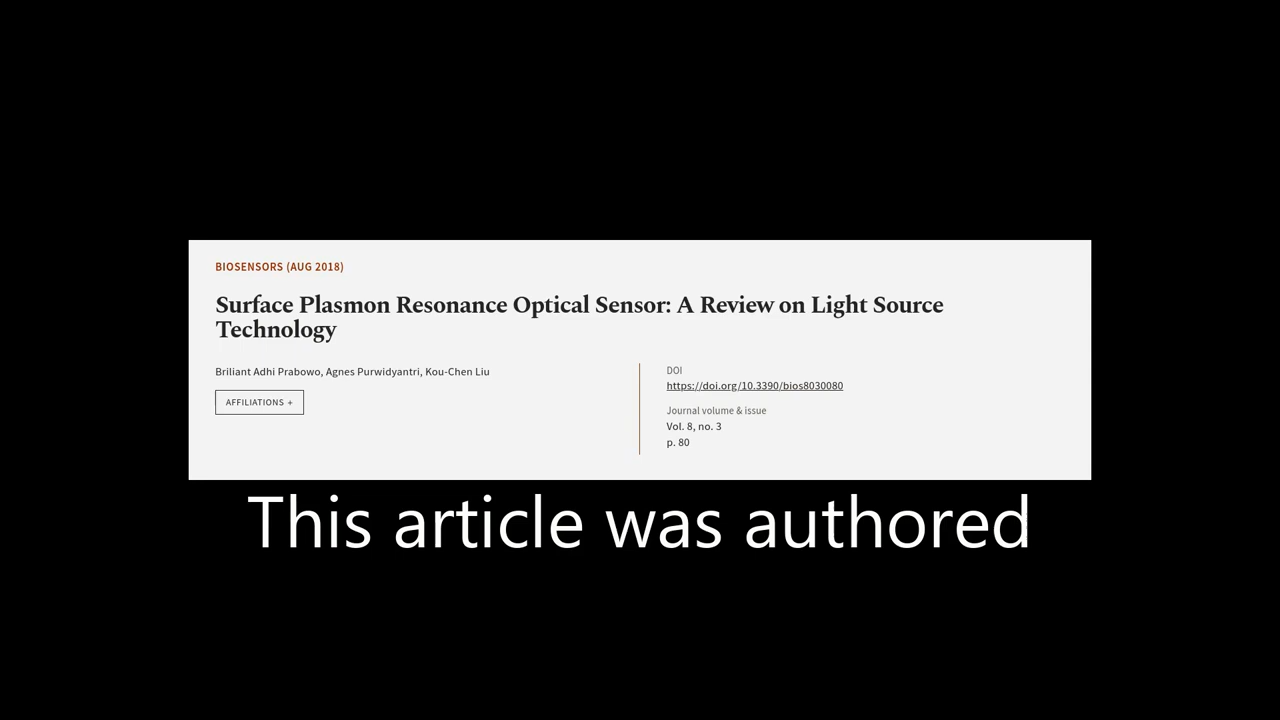 BIOSENSORS (AUG 2018)
Surface Plasmon Resonance Optical Sensor: A Review on Light Source
Technology
Briliant Adhi Prabowo, Agnes Purwidyantri, Kou-Chen Liu
AFFILIATIONS +
DOI
https://doi.org/10.3390/bios8030080
Journal volume & issue
Vol. 8, no. 3
p. 80
This article was authored